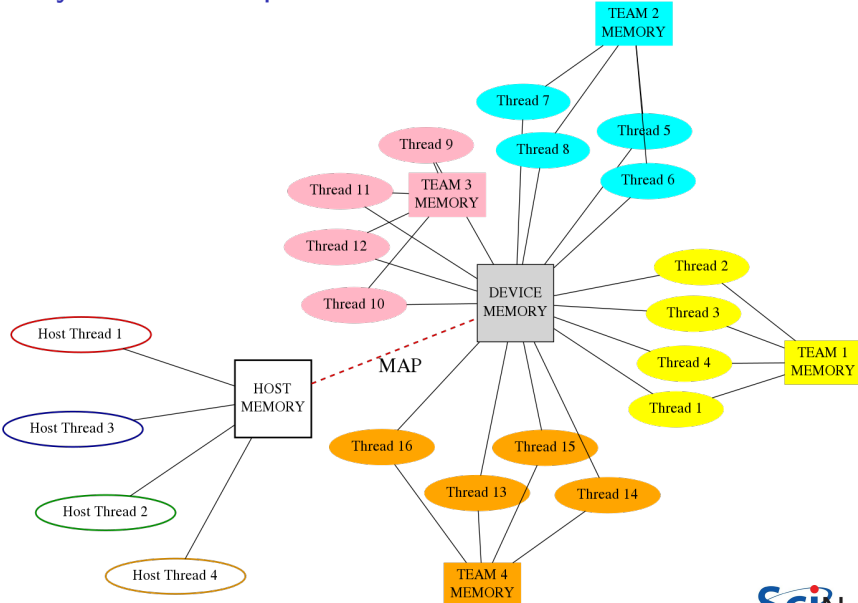 TEAM 2
MEMORY
Thread 7
Thread 5
Thread 8
Thread 9
Thread 6
Thread 11
TEAM 3
MEMORY
Thread 12
Thread 2
DEVICE
MEMORY
Thread 10
Thread 3
Host Thread 1
TEAM 1
MEMORY
Thread 4
MAP
HOST
MEMORY
Thread 1
Host Thread 3
Thread 16
Thread 15
Thread 13
Thread 14
Host Thread 2
Host Thread 4
TEAM 4
MEMORY